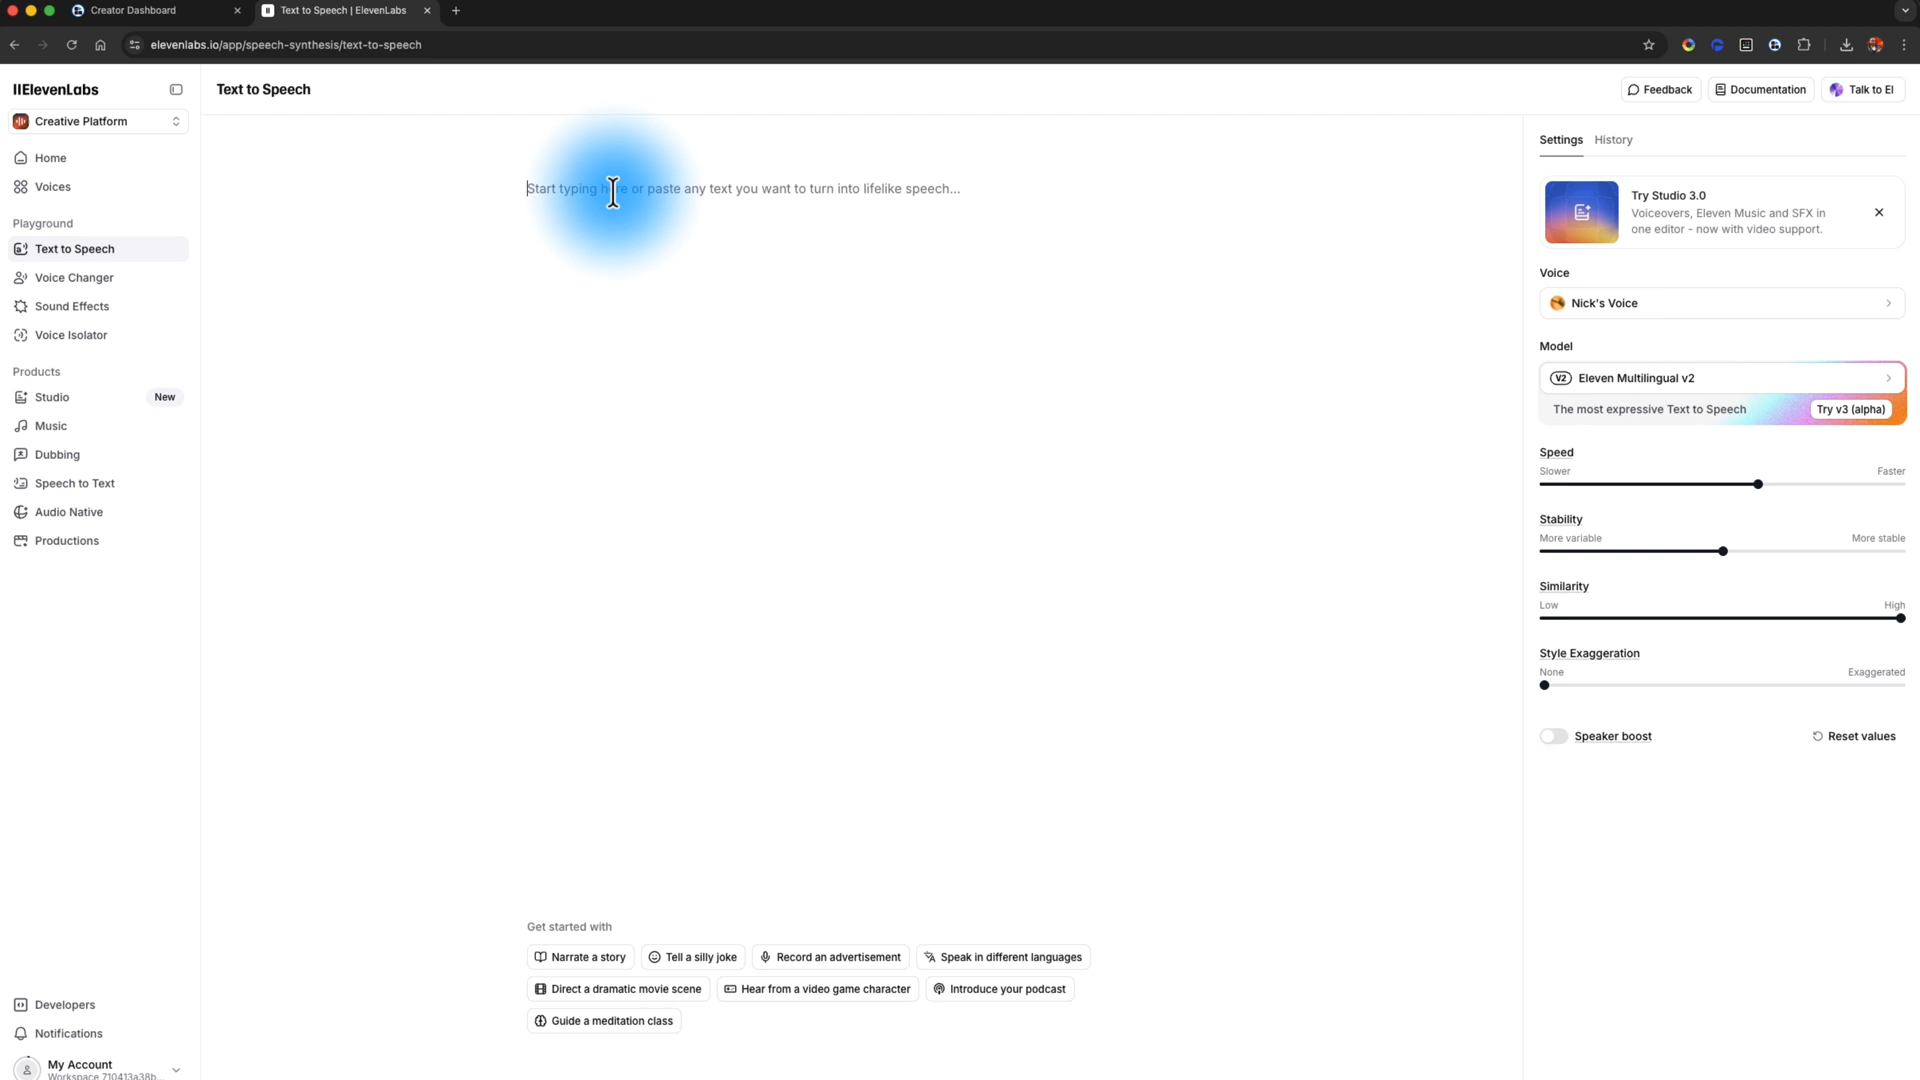 Creator Dashboard
Text to Speech | ElevenLabs
elevenlabs.io/app/speech-synthesis/text-to-speech
IIElevenLabs
Creative Platform
Home
Voices
Playground
Text to Speech
Voice Changer
Sound Effects
Voice Isolator
Products
Studio New
Music
Dubbing
Speech to Text
Audio Native
Productions
Developers
Notifications
My Account
Workspace 710413a38b...
Text to Speech
Feedback
Documentation
Talk to El
Start typing here or paste any text you want to turn into lifelike speech...
Get started with
Narrate a story
Tell a silly joke
Record an advertisement
Speak in different languages
Direct a dramatic movie scene
Hear from a video game character
Introduce your podcast
Guide a meditation class
Settings History
Try Studio 3.0
Voiceovers, Eleven Music and SFX in
one editor - now with video support.
Voice
Nick's Voice
Model
V2 Eleven Multilingual v2
The most expressive Text to Speech Try v3 (alpha)
Speed
Slower Faster
Stability
More variable More stable
Similarity
Low High
Style Exaggeration
None Exaggerated
Speaker boost Reset values